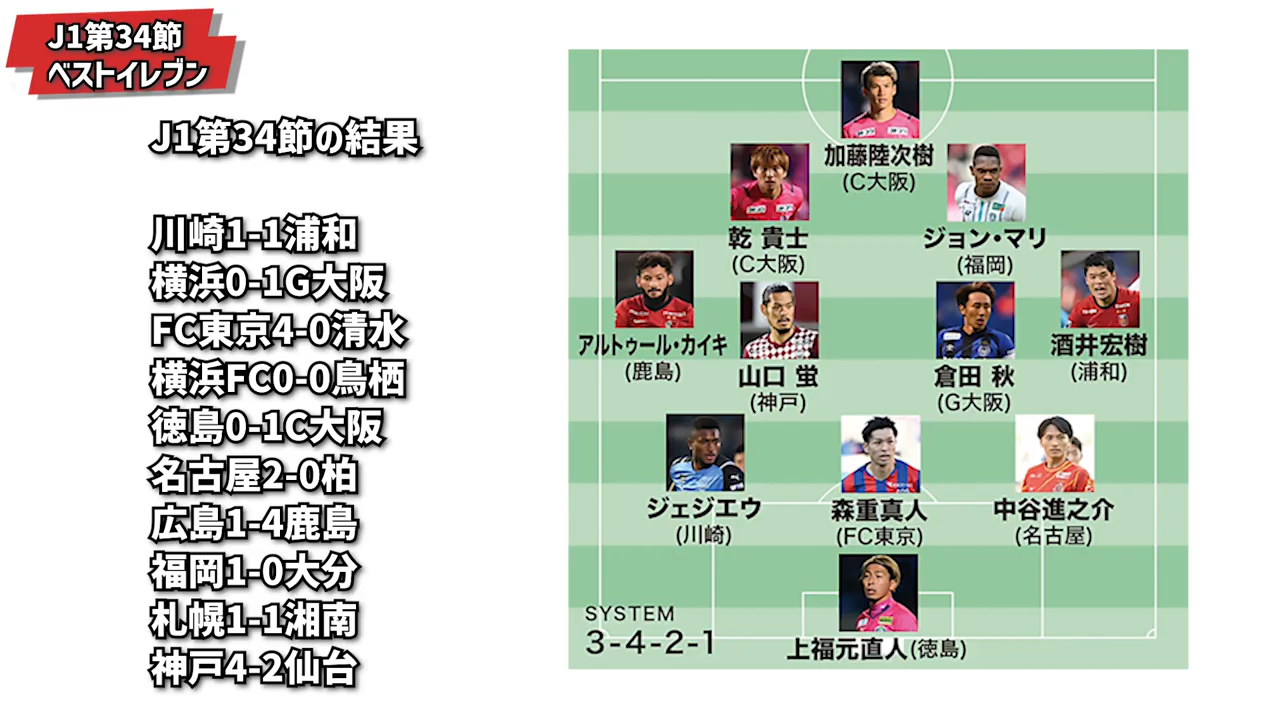 J1第34節
ベストイレブン
J1第34節の結果
川崎1-1浦和
横浜0-1G大阪
FC東京4-0清水
横浜FC0-0鳥栖
徳島0-1C大阪
名古屋2-0柏
広島1-4鹿島
福岡1-0大分
札幌1-1湘南
神戸4-2仙台
加藤陸次樹
(C大阪)
乾 貴士
(C大阪)
ジョン・マリ
(福岡)
アルトゥール・カイキ
(鹿島)
山口 蛍
(神戸)
倉田 秋
(G大阪)
酒井宏樹
(浦和)
ジェジエウ
(川崎)
森重真人
(FC東京)
中谷進之介
(名古屋)
上福元直人(徳島)
SYSTEM
3-4-2-1